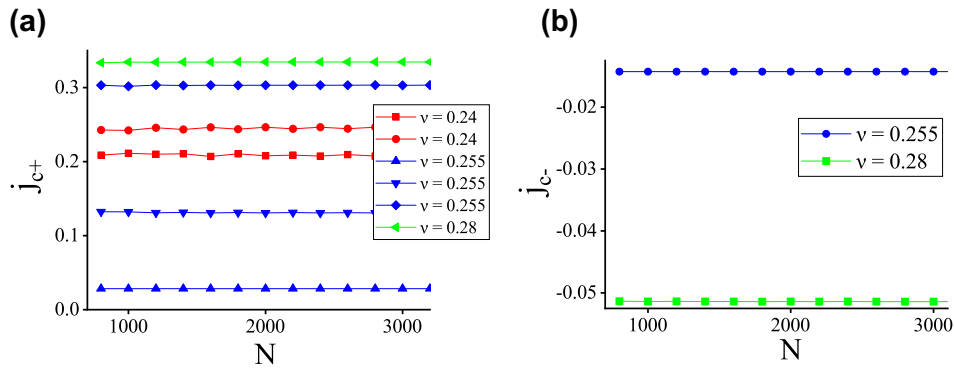 (a)
j_{c+}
0.3
0.2
0.1
0.0
ν = 0.24
ν = 0.24
ν = 0.255
ν = 0.255
ν = 0.255
ν = 0.28
1000 2000 3000
N
(b)
j_{c-}
-0.02
-0.03
-0.04
-0.05
ν = 0.255
ν = 0.28
1000 2000 3000
N